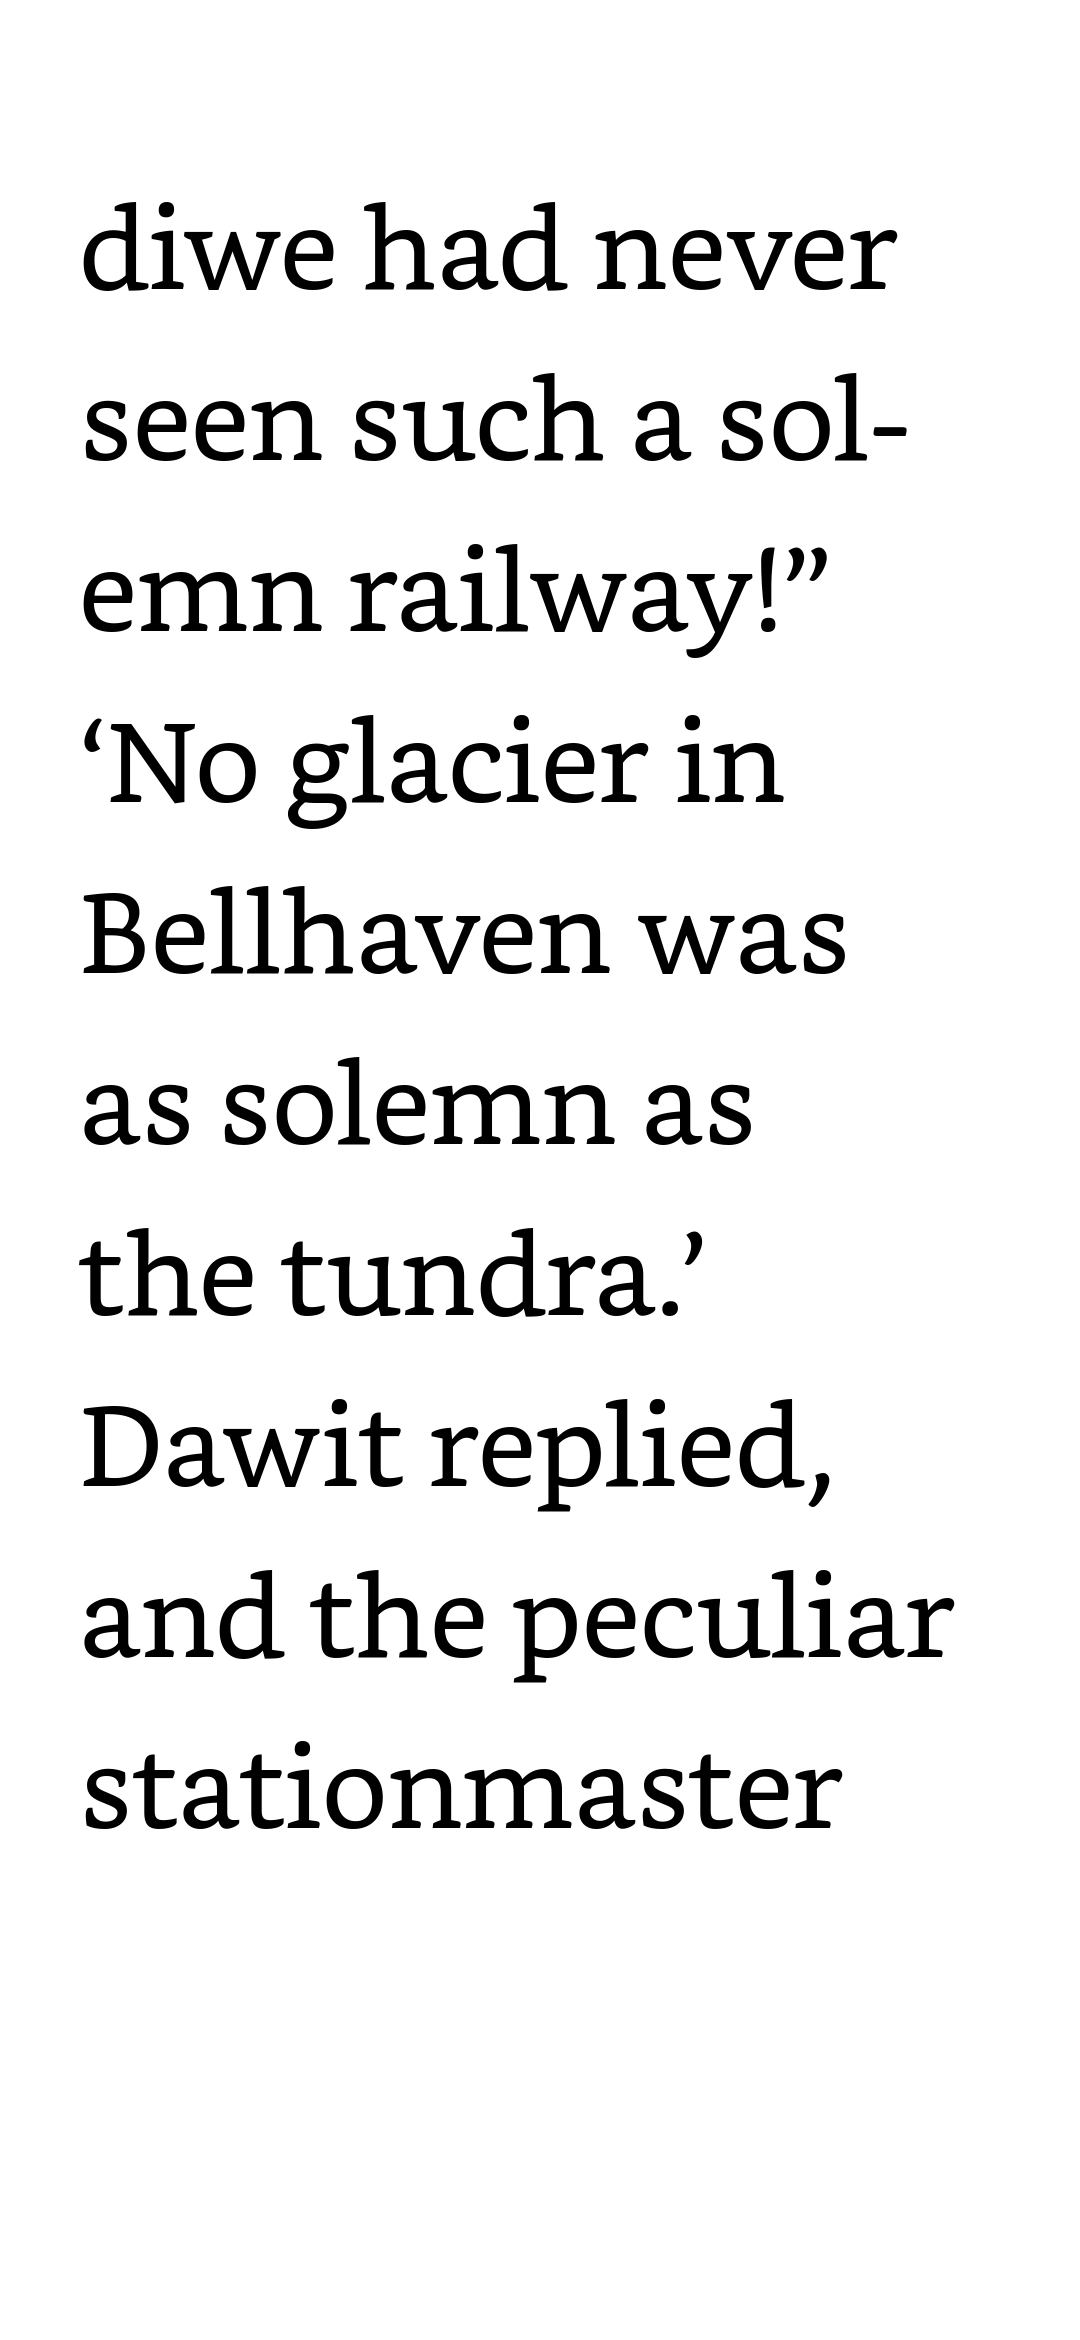 diwe had never
seen such a sol-
emn railway!”
‘No glacier in
Bellhaven was
as solemn as
the tundra.’
Dawit replied,
and the peculiar
stationmaster